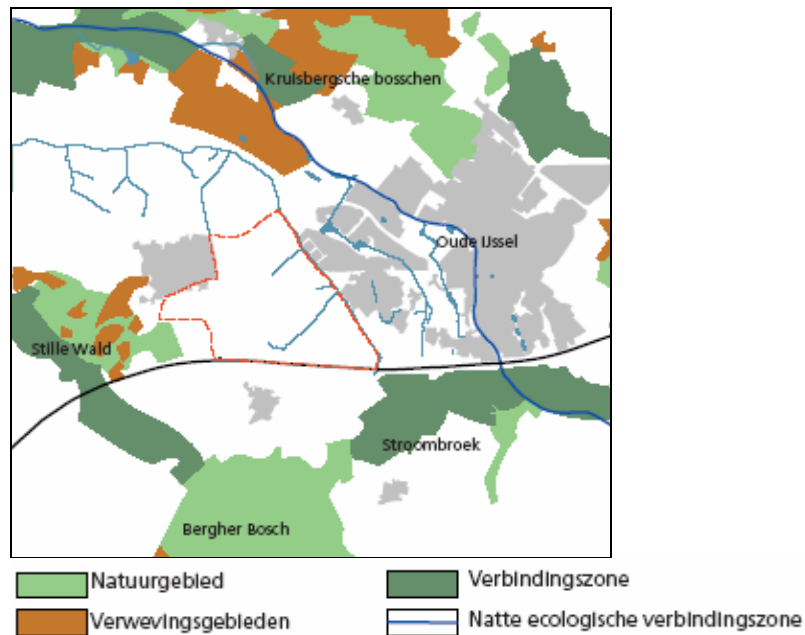 Kruisbergsche bosschen
Oude IJssel
Stille Wald
Stroombroek
Bergher Bosch
Natuurgebied
Verbindingszone
Verwevingsgebieden
Natte ecologische verbindingszone